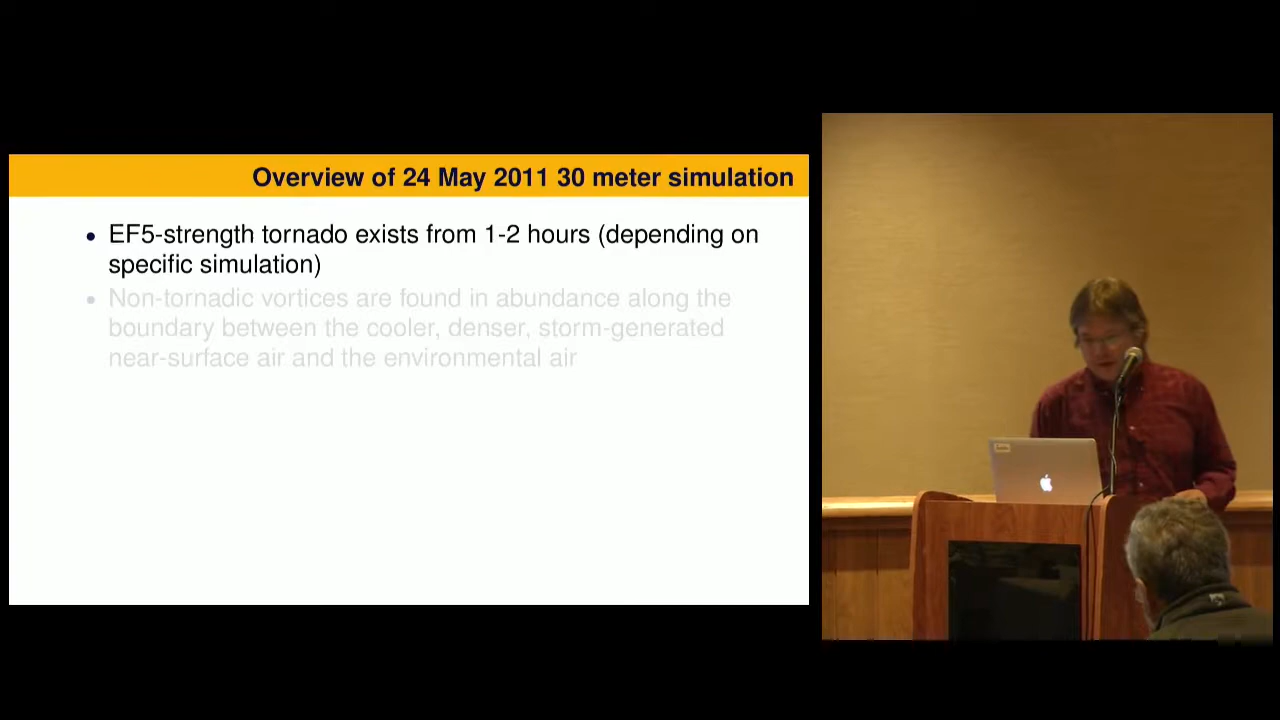 Overview of 24 May 2011 30 meter simulation
• EF5-strength tornado exists from 1-2 hours (depending on
specific simulation)
• Non-tornadic vortices are found in abundance along the
boundary between the cooler, denser, storm-generated
near-surface air and the environmental air